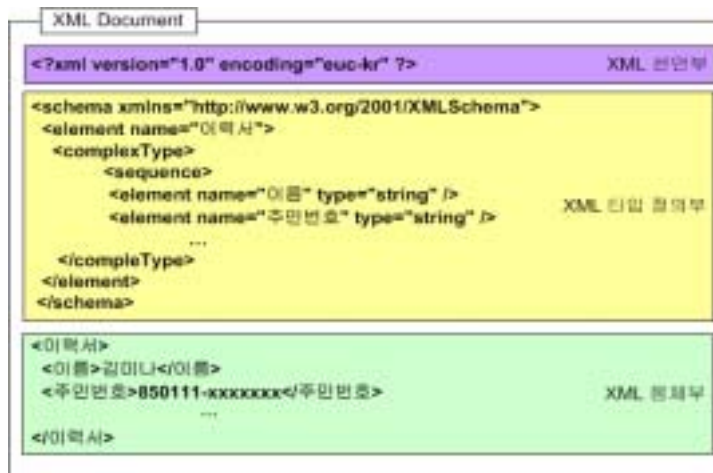 XML Document
<?xml version="1.0" encoding="euc-kr" ?> XML 선언부
<schema xmlns="http://www.w3.org/2001/XMLSchema">
<element name="이력서">
<complexType>
<sequence>
<element name="이름" type="string" />
<element name="주민번호" type="string" />
XML 타입 정의부
...
</compleType>
</element>
</schema>
<이력서>
<이름>김미나</이름>
<주민번호>850111-xxxxxxx</주민번호>
XML 몸체부
...
</이력서>